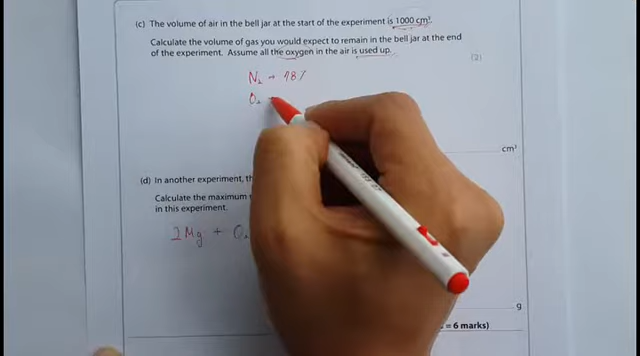 (c) The volume of air in the bell jar at the start of the experiment is 1000 cm³.
Calculate the volume of gas you would expect to remain in the bell jar at the end
of the experiment. Assume all the oxygen in the air is used up.
(2)
N₂ → 78%
O₂
cm³
(d) In another experiment,
Calculate the maximum
in this experiment.
2Mg + O₂
g
= 6 marks)